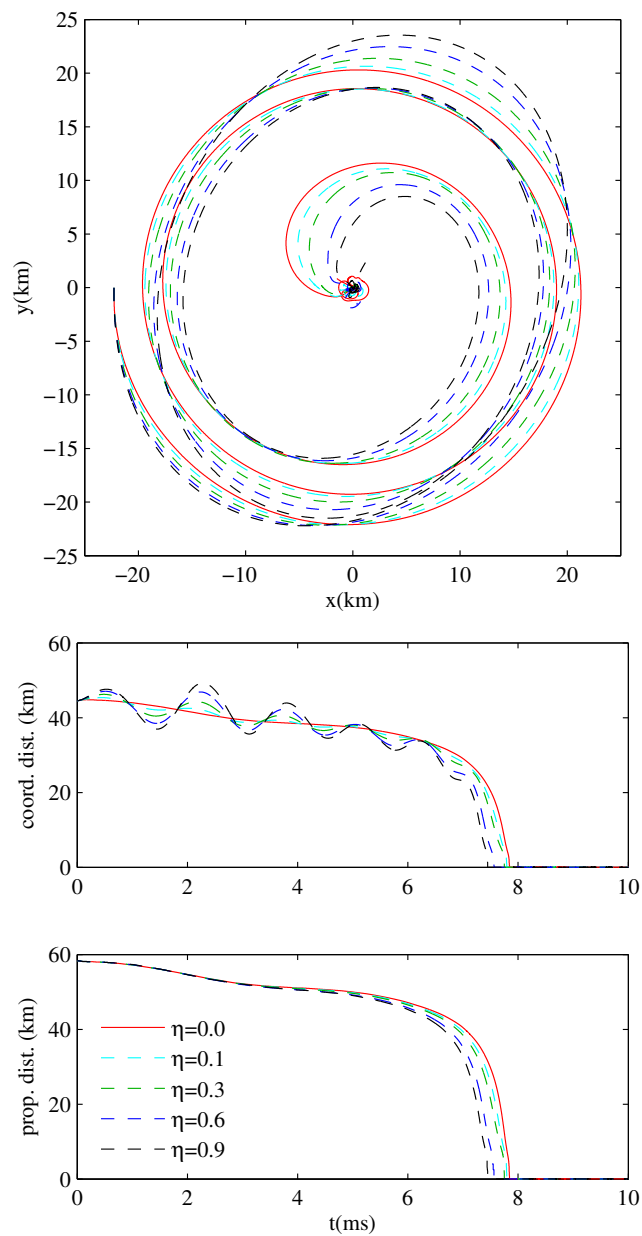 25
20
15
10
5
0
−5
−10
−15
−20
−25
y(km)
−20 −10 0 10 20
x(km)
60
40
20
0
coord. dist. (km)
0 2 4 6 8 10
60
40
20
0
prop. dist. (km)
η=0.0
η=0.1
η=0.3
η=0.6
η=0.9
0 2 4 6 8 10
t(ms)